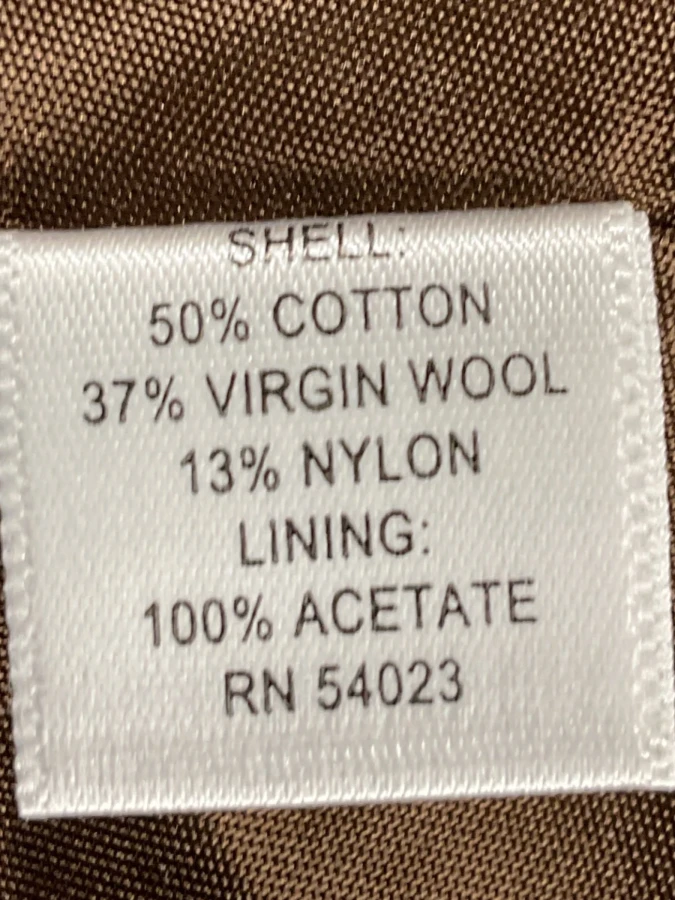 SHELL:
50% COTTON
37% VIRGIN WOOL
13% NYLON
LINING:
100% ACETATE
RN 54023